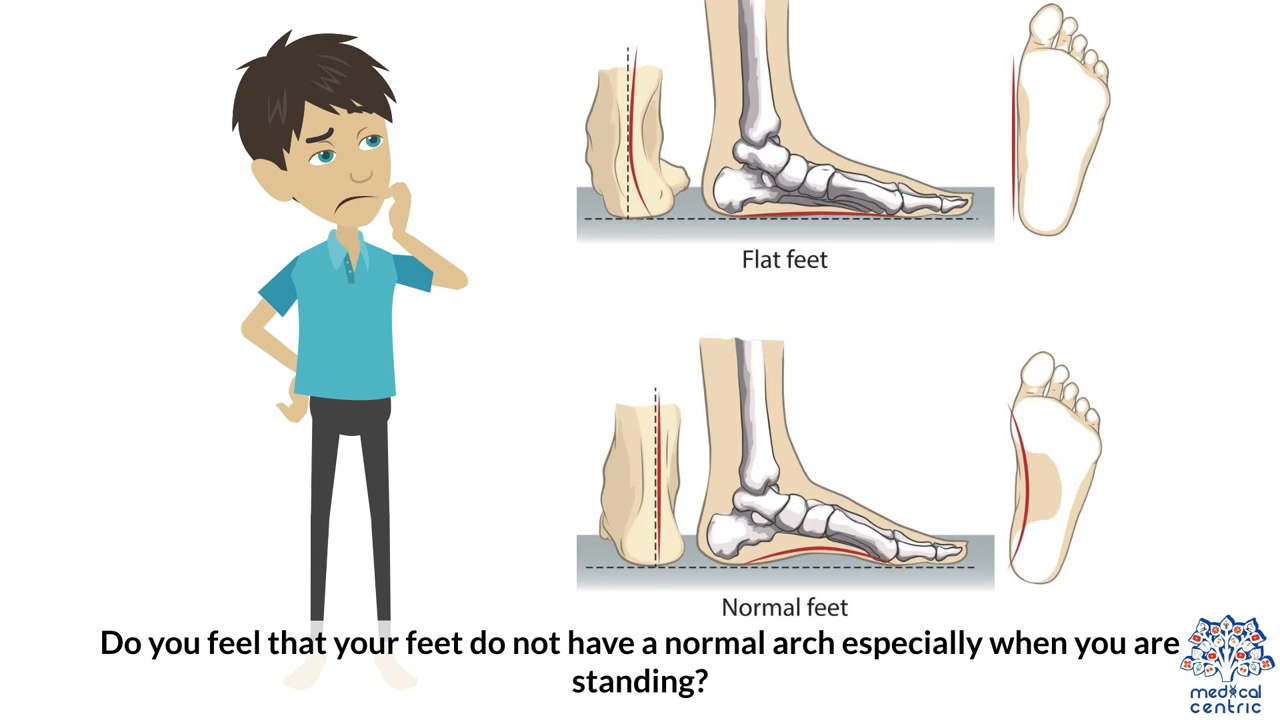 Flat feet
Normal feet
Do you feel that your feet do not have a normal arch especially when you are
standing?
medical
centric